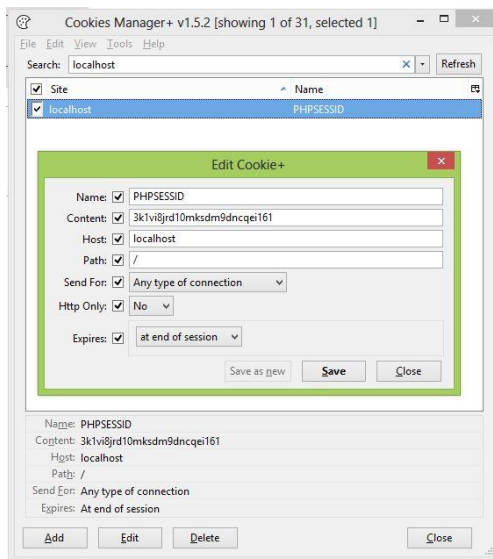 Cookies Manager+ v1.5.2 [showing 1 of 31, selected 1]
File Edit View Tools Help
Search: localhost Refresh
Site Name
localhost PHPSESSID
Edit Cookie+
Name: PHPSESSID
Content: 3k1vi8jrd10mksdm9dncqei161
Host: localhost
Path: /
Send For: Any type of connection
Http Only: No
Expires: at end of session
Save as new Save Close
Name: PHPSESSID
Content: 3k1vi8jrd10mksdm9dncqei161
Host: localhost
Path: /
Send For: Any type of connection
Expires: At end of session
Add Edit Delete Close